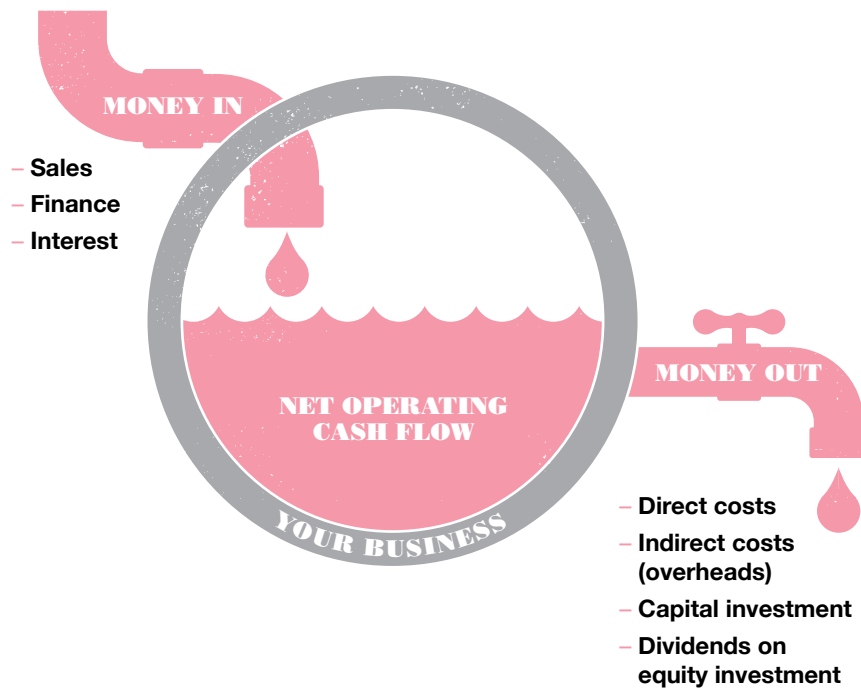 MONEY IN
– Sales
– Finance
– Interest
MONEY OUT
NET OPERATING
CASH FLOW
YOUR BUSINESS
– Direct costs
– Indirect costs
(overheads)
– Capital investment
– Dividends on
equity investment